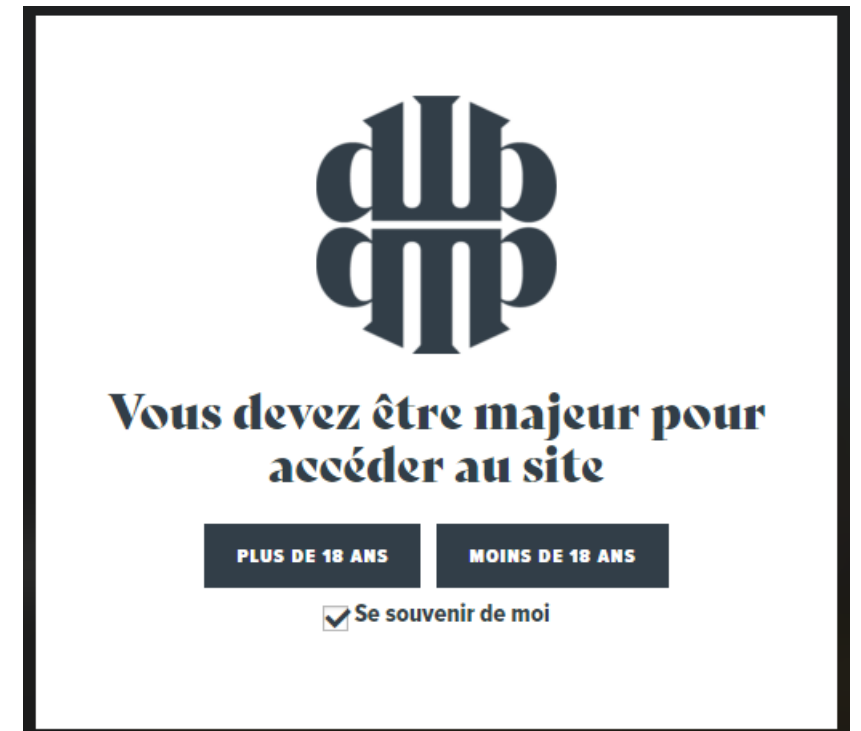 Vous devez être majeur pour
accéder au site
PLUS DE 18 ANS
MOINS DE 18 ANS
Se souvenir de moi